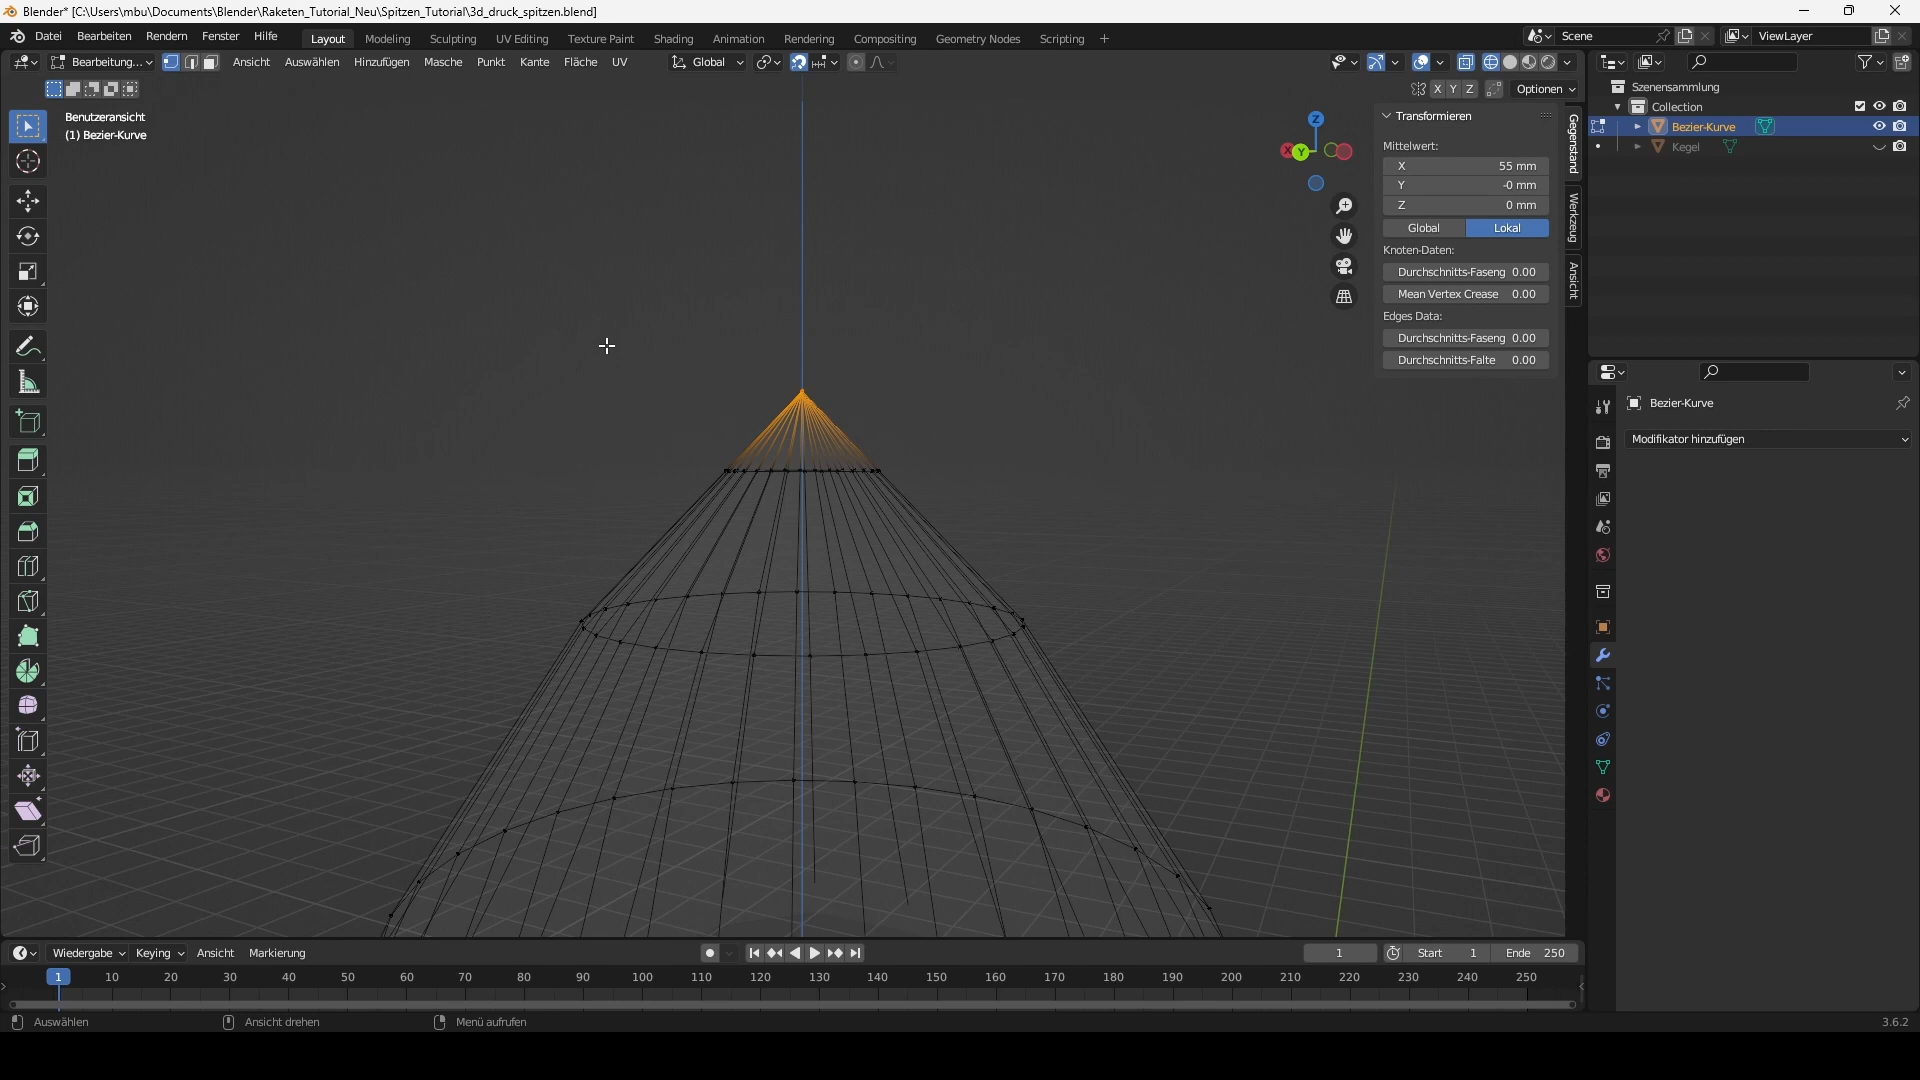 Blender* [C:\Users\mbu\Documents\Blender\Raketen_Tutorial_Neu\Spitzen_Tutorial\3d_druck_spitzen.blend]
Datei Bearbeiten Rendern Fenster Hilfe Layout Modeling Sculpting UV Editing Texture Paint Shading Animation Rendering Compositing Geometry Nodes Scripting + Scene ViewLayer
Bearbeitung... Ansicht Auswählen Hinzufügen Masche Punkt Kante Fläche UV Global
X Y Z Optionen
Benutzeransicht
(1) Bezier-Kurve
Z
X Y
Transformieren
Mittelwert:
X 55 mm
Y -0 mm
Z 0 mm
Global Lokal
Knoten-Daten:
Durchschnitts-Faseng 0.00
Mean Vertex Crease 0.00
Edges Data:
Durchschnitts-Faseng 0.00
Durchschnitts-Falte 0.00
Gegenstand
Werkzeug
Ansicht
Szenensammlung
Collection
Bezier-Kurve
Kegel
Bezier-Kurve
Modifikator hinzufügen
Wiedergabe Keying Ansicht Markierung 1 Start 1 Ende 250
1 10 20 30 40 50 60 70 80 90 100 110 120 130 140 150 160 170 180 190 200 210 220 230 240 250
Auswählen Ansicht drehen Menü aufrufen 3.6.2